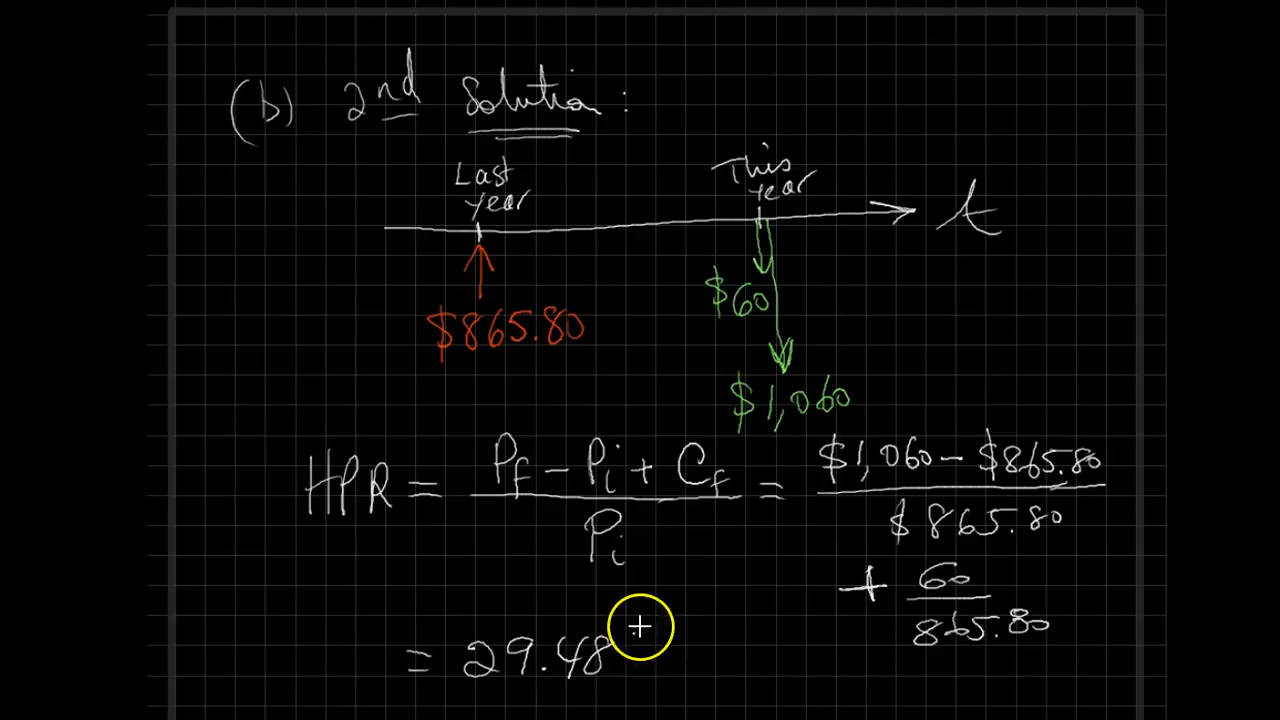 (b) 2nd Solution:
Last
year
This
year
t
$865.80
$60
$1,060
HPR = (Pf - Pi + Cf) / Pi = ($1,060 - $865.80) / $865.80
+ 60 / 865.80
= 29.48